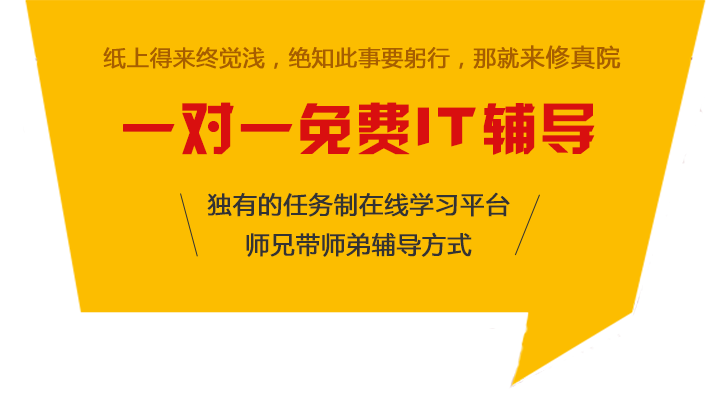 纸上得来终觉浅，绝知此事要躬行，那就来修真院
一对一免费IT辅导
独有的任务制在线学习平台
师兄带师弟辅导方式